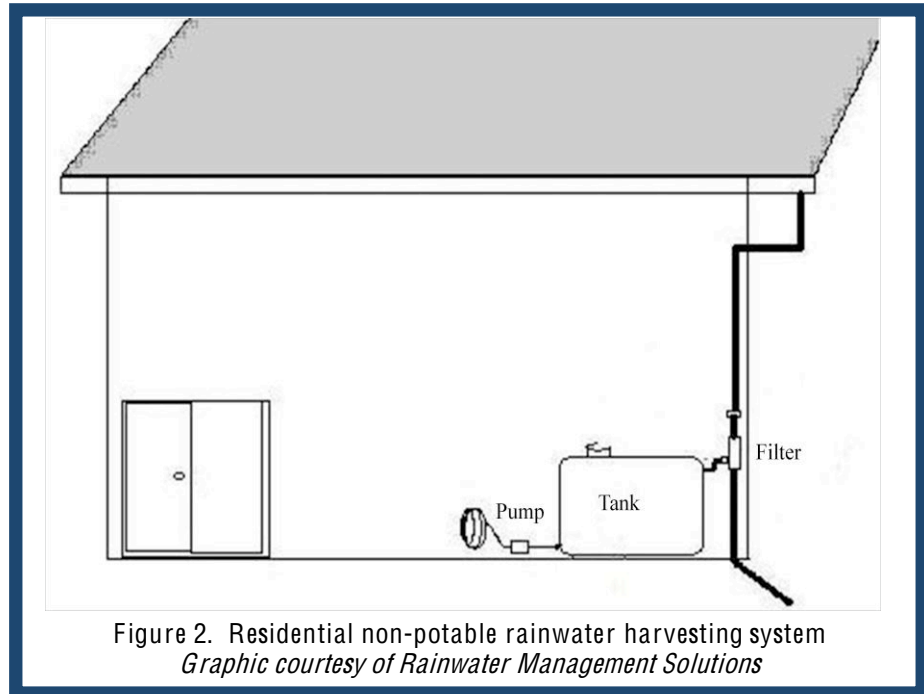 Filter
Pump
Tank
Figure 2. Residential non-potable rainwater harvesting system
Graphic courtesy of Rainwater Management Solutions